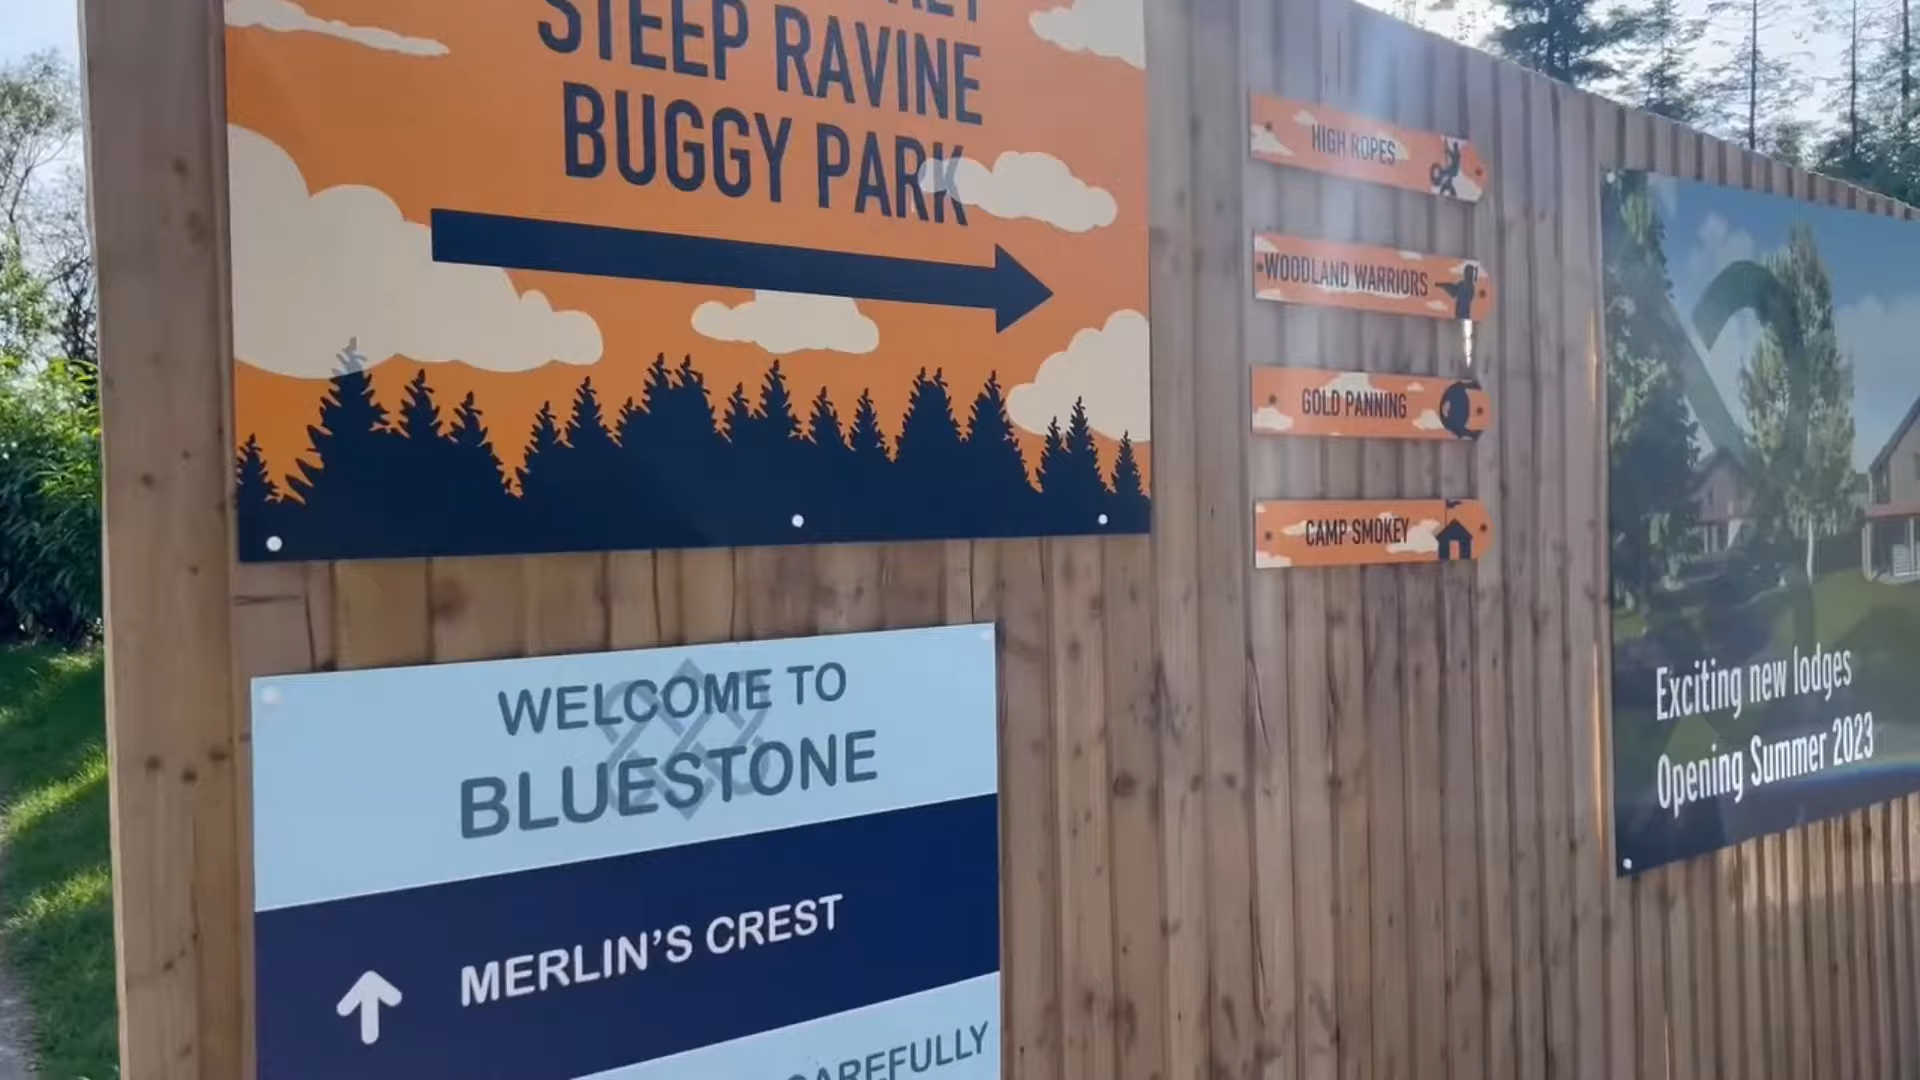 STEEP RAVINE
BUGGY PARK
HIGH ROPES
WOODLAND WARRIORS
GOLD PANNING
CAMP SMOKEY
WELCOME TO
BLUESTONE
MERLIN'S CREST
CAREFULLY
Exciting new lodges
Opening Summer 2023